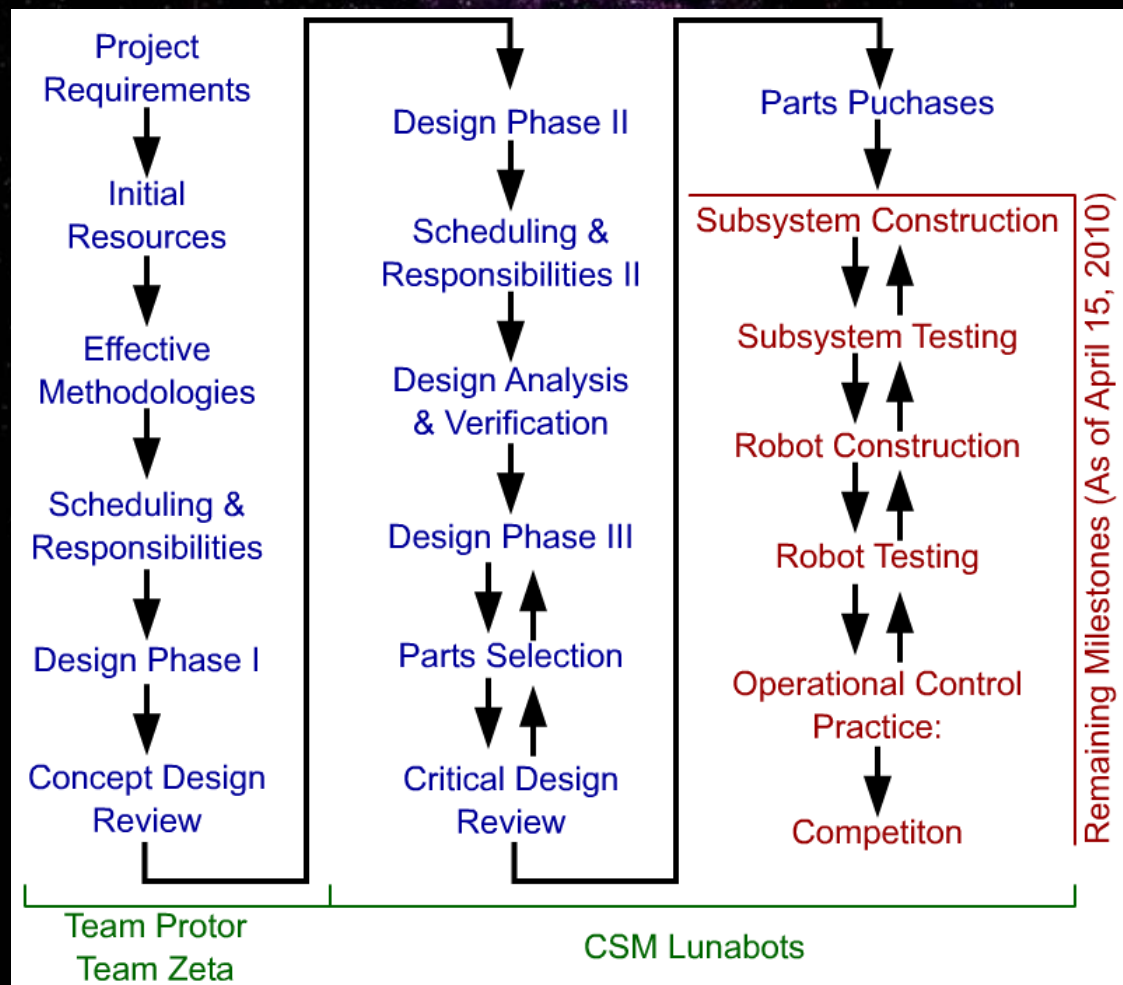 Project
Requirements
Initial
Resources
Effective
Methodologies
Scheduling &
Responsibilities
Design Phase I
Concept Design
Review
Design Phase II
Scheduling &
Responsibilities II
Design Analysis
& Verification
Design Phase III
Parts Selection
Critical Design
Review
Parts Puchases
Subsystem Construction
Subsystem Testing
Robot Construction
Robot Testing
Operational Control
Practice:
Competiton
Remaining Milestones (As of April 15, 2010)
Team Protor
Team Zeta
CSM Lunabots